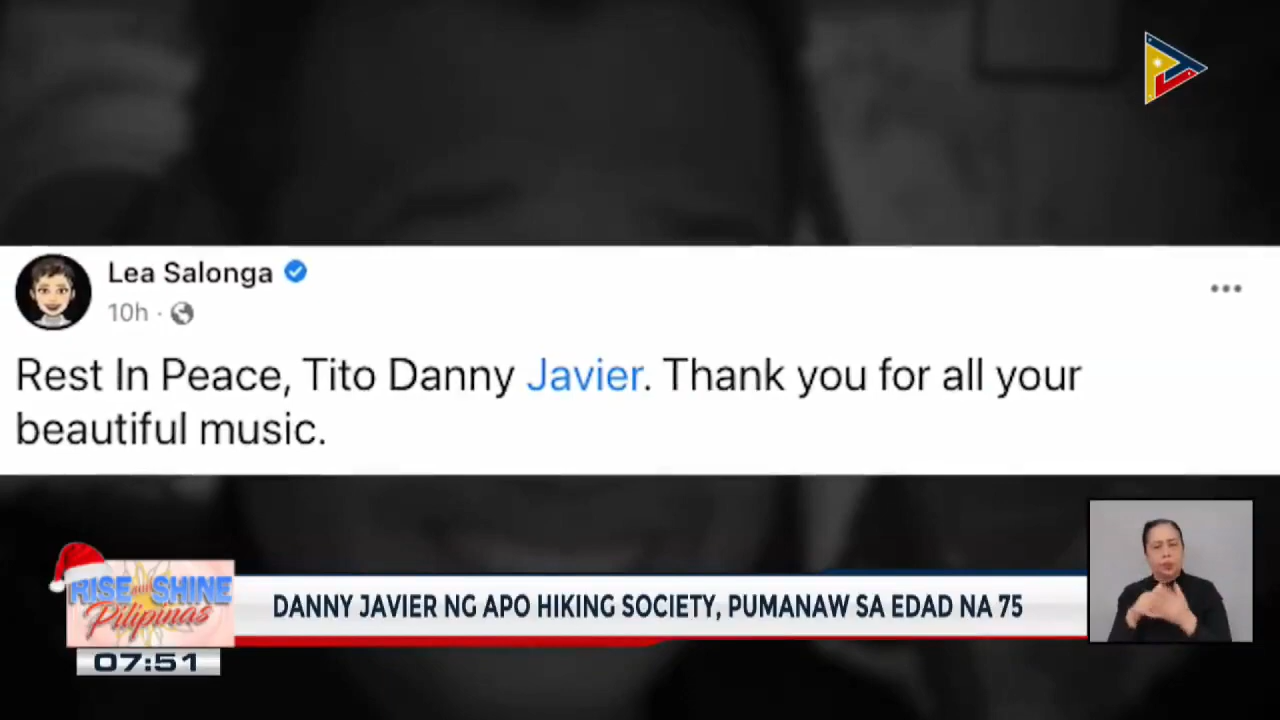 Lea Salonga
10h ·
Rest In Peace, Tito Danny Javier. Thank you for all your
beautiful music.
RISE and SHINE
Pilipinas
DANNY JAVIER NG APO HIKING SOCIETY, PUMANAW SA EDAD NA 75
07:51